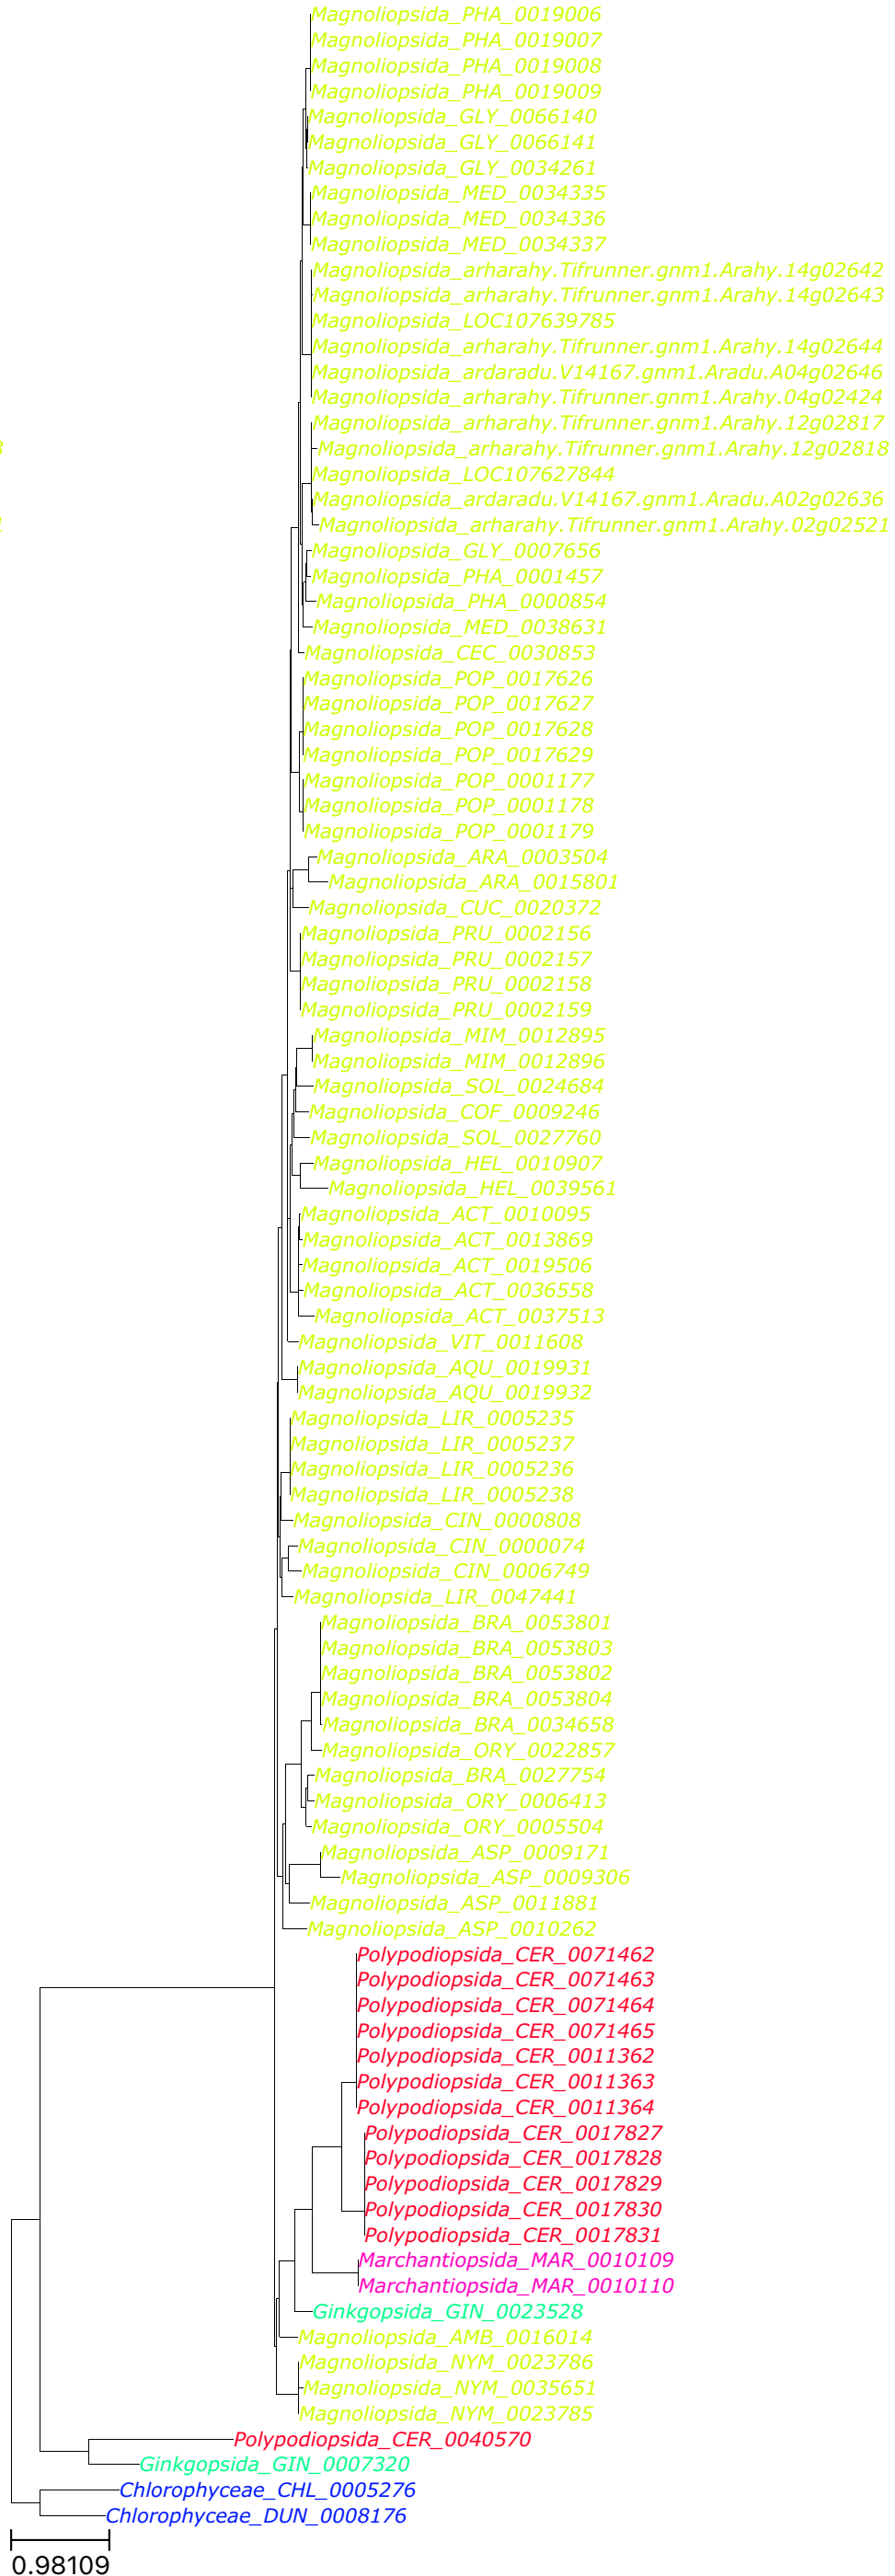 Magnoliopsida_PHA_0019006
Magnoliopsida_PHA_0019007
Magnoliopsida_PHA_0019008
Magnoliopsida_PHA_0019009
Magnoliopsida_GLY_0066140
Magnoliopsida_GLY_0066141
Magnoliopsida_GLY_0034261
Magnoliopsida_MED_0034335
Magnoliopsida_MED_0034336
Magnoliopsida_MED_0034337
Magnoliopsida_arharahy.Tifrunner.gnm1.Arahy.14g02642
Magnoliopsida_arharahy.Tifrunner.gnm1.Arahy.14g02643
Magnoliopsida_LOC107639785
Magnoliopsida_arharahy.Tifrunner.gnm1.Arahy.14g02644
Magnoliopsida_ardaradu.V14167.gnm1.Aradu.A04g02646
Magnoliopsida_arharahy.Tifrunner.gnm1.Arahy.04g02424
Magnoliopsida_arharahy.Tifrunner.gnm1.Arahy.12g02817
Magnoliopsida_arharahy.Tifrunner.gnm1.Arahy.12g02818
Magnoliopsida_LOC107627844
Magnoliopsida_ardaradu.V14167.gnm1.Aradu.A02g02636
Magnoliopsida_arharahy.Tifrunner.gnm1.Arahy.02g02521
Magnoliopsida_GLY_0007656
Magnoliopsida_PHA_0001457
Magnoliopsida_PHA_0000854
Magnoliopsida_MED_0038631
Magnoliopsida_CEC_0030853
Magnoliopsida_POP_0017626
Magnoliopsida_POP_0017627
Magnoliopsida_POP_0017628
Magnoliopsida_POP_0017629
Magnoliopsida_POP_0001177
Magnoliopsida_POP_0001178
Magnoliopsida_POP_0001179
Magnoliopsida_ARA_0003504
Magnoliopsida_ARA_0015801
Magnoliopsida_CUC_0020372
Magnoliopsida_PRU_0002156
Magnoliopsida_PRU_0002157
Magnoliopsida_PRU_0002158
Magnoliopsida_PRU_0002159
Magnoliopsida_MIM_0012895
Magnoliopsida_MIM_0012896
Magnoliopsida_SOL_0024684
Magnoliopsida_COF_0009246
Magnoliopsida_SOL_0027760
Magnoliopsida_HEL_0010907
Magnoliopsida_HEL_0039561
Magnoliopsida_ACT_0010095
Magnoliopsida_ACT_0013869
Magnoliopsida_ACT_0019506
Magnoliopsida_ACT_0036558
Magnoliopsida_ACT_0037513
Magnoliopsida_VIT_0011608
Magnoliopsida_AQU_0019931
Magnoliopsida_AQU_0019932
Magnoliopsida_LIR_0005235
Magnoliopsida_LIR_0005237
Magnoliopsida_LIR_0005236
Magnoliopsida_LIR_0005238
Magnoliopsida_CIN_0000808
Magnoliopsida_CIN_0000074
Magnoliopsida_CIN_0006749
Magnoliopsida_LIR_0047441
Magnoliopsida_BRA_0053801
Magnoliopsida_BRA_0053803
Magnoliopsida_BRA_0053802
Magnoliopsida_BRA_0053804
Magnoliopsida_BRA_0034658
Magnoliopsida_ORY_0022857
Magnoliopsida_BRA_0027754
Magnoliopsida_ORY_0006413
Magnoliopsida_ORY_0005504
Magnoliopsida_ASP_0009171
Magnoliopsida_ASP_0009306
Magnoliopsida_ASP_0011881
Magnoliopsida_ASP_0010262
Polypodiopsida_CER_0071462
Polypodiopsida_CER_0071463
Polypodiopsida_CER_0071464
Polypodiopsida_CER_0071465
Polypodiopsida_CER_0011362
Polypodiopsida_CER_0011363
Polypodiopsida_CER_0011364
Polypodiopsida_CER_0017827
Polypodiopsida_CER_0017828
Polypodiopsida_CER_0017829
Polypodiopsida_CER_0017830
Polypodiopsida_CER_0017831
Marchantiopsida_MAR_0010109
Marchantiopsida_MAR_0010110
Ginkgopsida_GIN_0023528
Magnoliopsida_AMB_0016014
Magnoliopsida_NYM_0023786
Magnoliopsida_NYM_0035651
Magnoliopsida_NYM_0023785
Polypodiopsida_CER_0040570
Ginkgopsida_GIN_0007320
Chlorophyceae_CHL_0005276
Chlorophyceae_DUN_0008176
0.98109